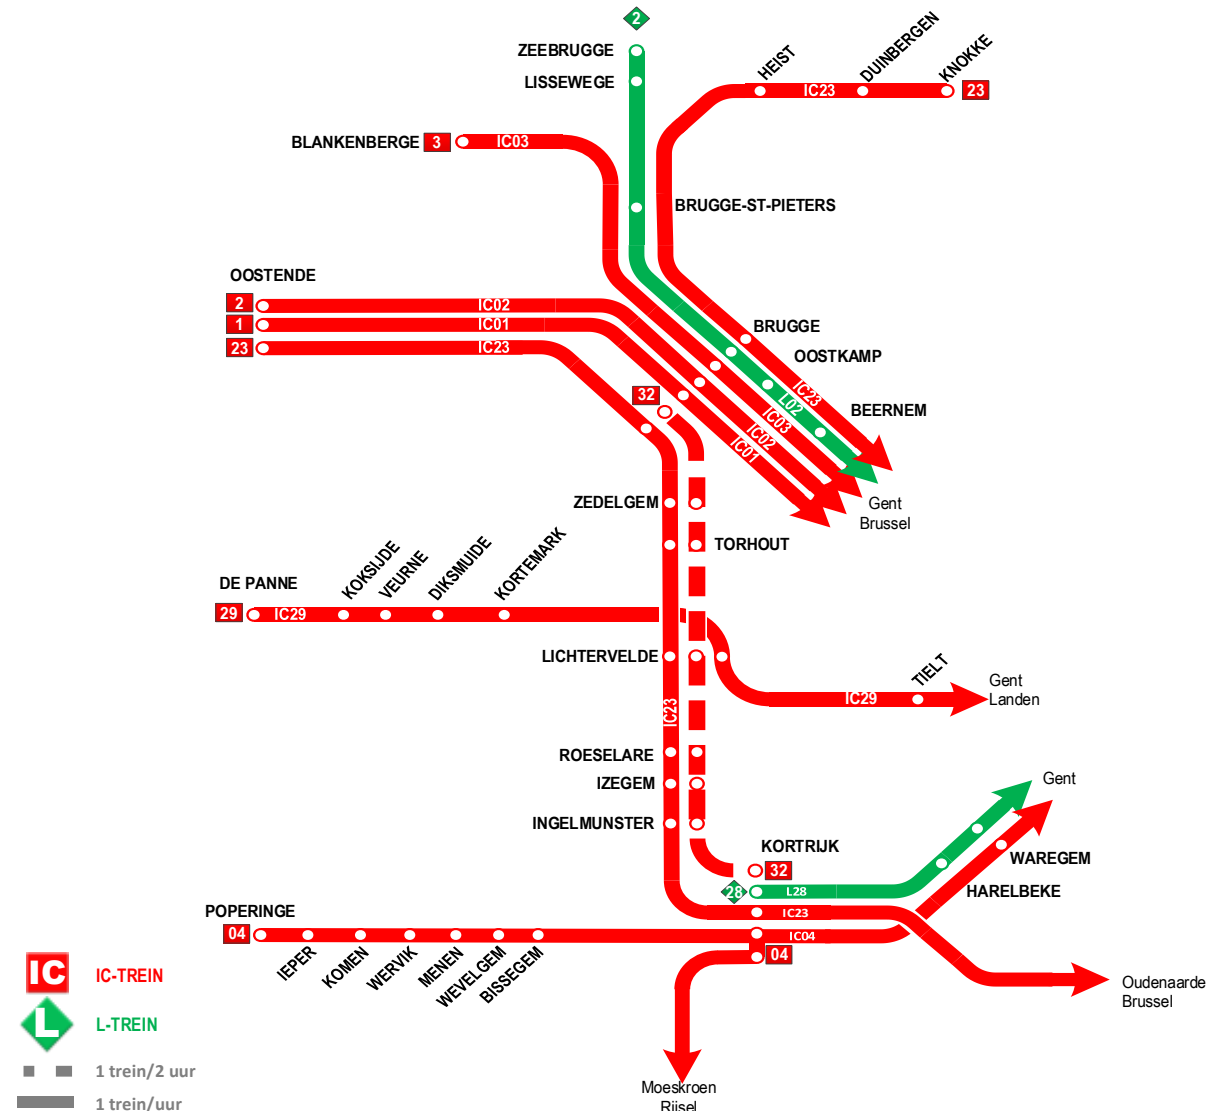 2
ZEEBRUGGE
LISSEWEGE
HEIST
DUINBERGEN
KNOKKE
IC23
23
BLANKENBERGE
3
IC03
BRUGGE-ST-PIETERS
OOSTENDE
2
IC02
1
IC01
23
IC23
BRUGGE
OOSTKAMP
BEERNEM
IC23
L02
IC03
IC02
IC01
Gent
Brussel
32
ZEDELGEM
TORHOUT
DE PANNE
29
IC29
KOKSIJDE
VEURNE
DIKSMUIDE
KORTEMARK
LICHTERVELDE
TIELT
IC29
Gent
Landen
IC23
ROESELARE
IZEGEM
INGELMUNSTER
Gent
KORTRIJK
32
WAREGEM
HARELBEKE
28
L28
IC23
POPERINGE
04
IC04
IEPER
KOMEN
WERVIK
MENEN
WEVELGEM
BISSEGEM
04
Oudenaarde
Brussel
Moeskroen
Rijsel
IC
IC-TREIN
L
L-TREIN
1 trein/2 uur
1 trein/uur